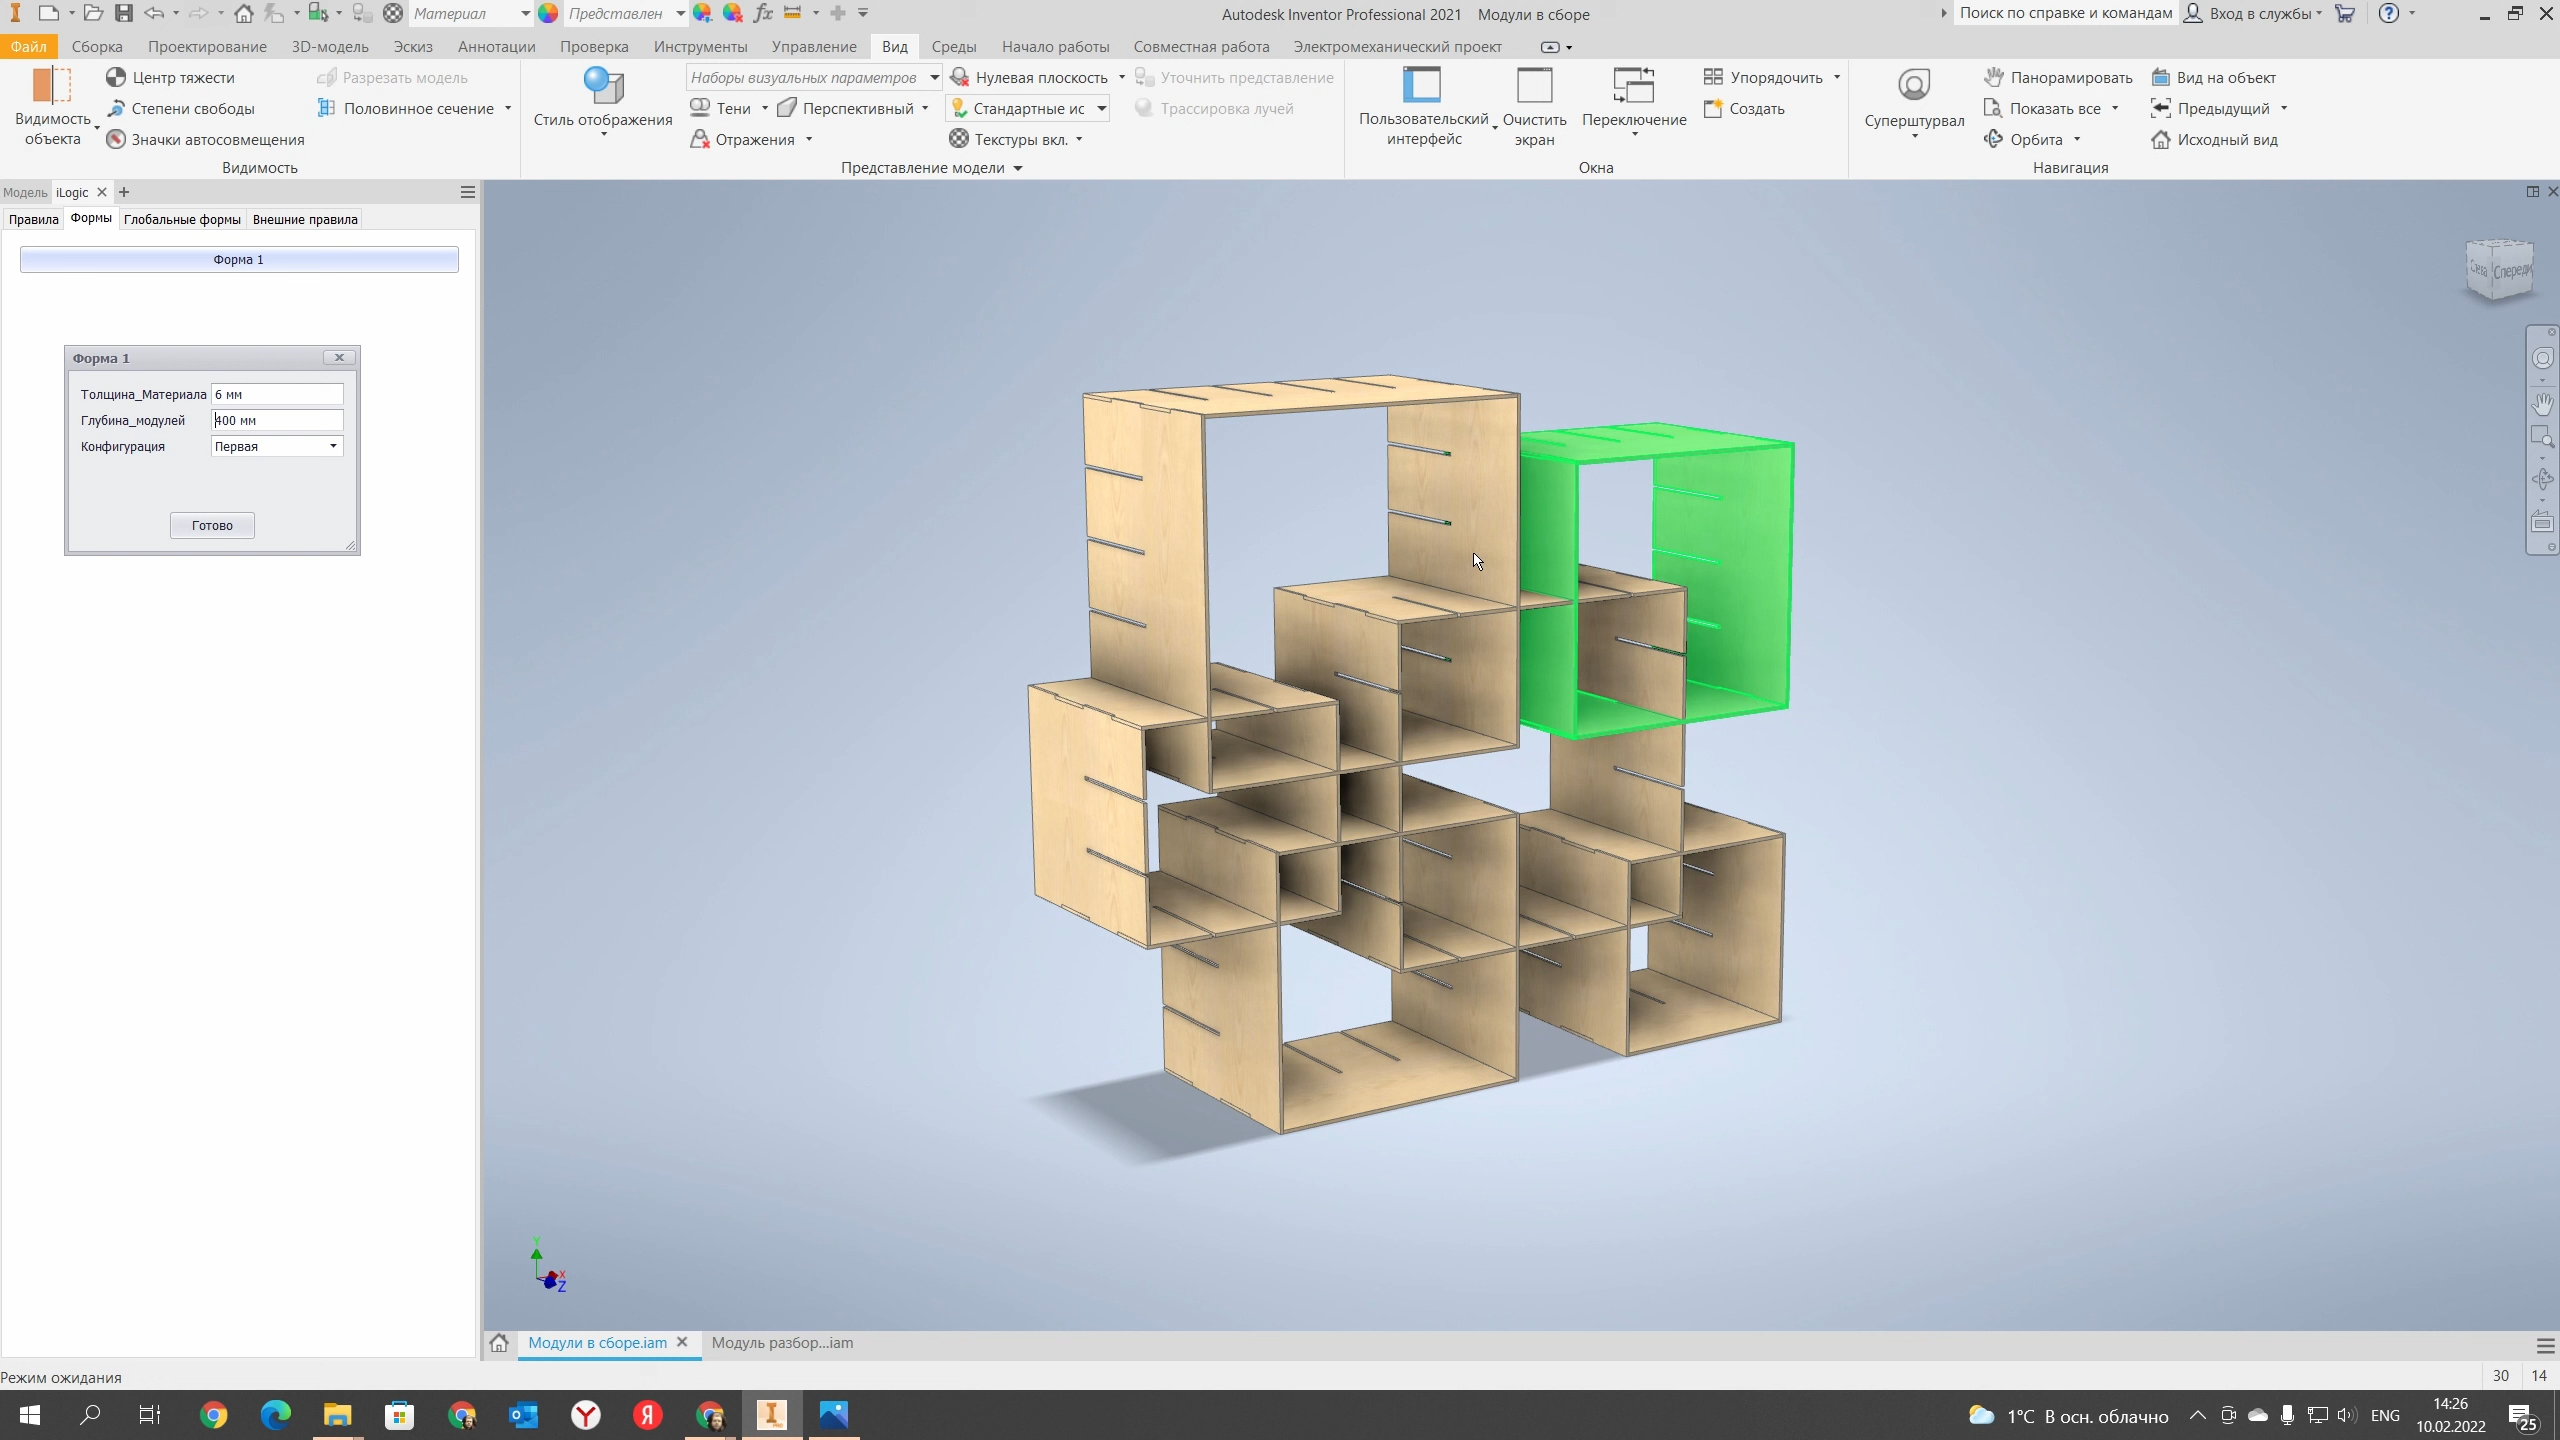 Материал
Представлен
Autodesk Inventor Professional 2021 Модули в сборе
Поиск по справке и командам
Вход в службы
Файл Сборка Проектирование 3D-модель Эскиз Аннотации Проверка Инструменты Управление Вид Среды Начало работы Совместная работа Электромеханический проект
Видимость
объекта
Центр тяжести
Степени свободы
Значки автосовмещения
Разрезать модель
Половинное сечение
Видимость
Стиль отображения
Наборы визуальных параметров
Тени
Перспективный
Отражения
Нулевая плоскость
Стандартные ис
Текстуры вкл.
Уточнить представление
Трассировка лучей
Представление модели
Пользовательский
интерфейс
Очистить
экран
Переключение
Упорядочить
Создать
Окна
Суперштурвал
Панорамировать
Показать все
Орбита
Вид на объект
Предыдущий
Исходный вид
Навигация
Модель iLogic
Правила Формы Глобальные формы Внешние правила
Форма 1
Форма 1
Толщина_Материала 6 мм
Глубина_модулей 400 мм
Конфигурация Первая
Готово
Слева Спереди
Y
X
Z
Модули в сборе.iam
Модуль разбор...iam
Режим ожидания
30 14
1°C В осн. облачно
ENG
14:26
10.02.2022
25